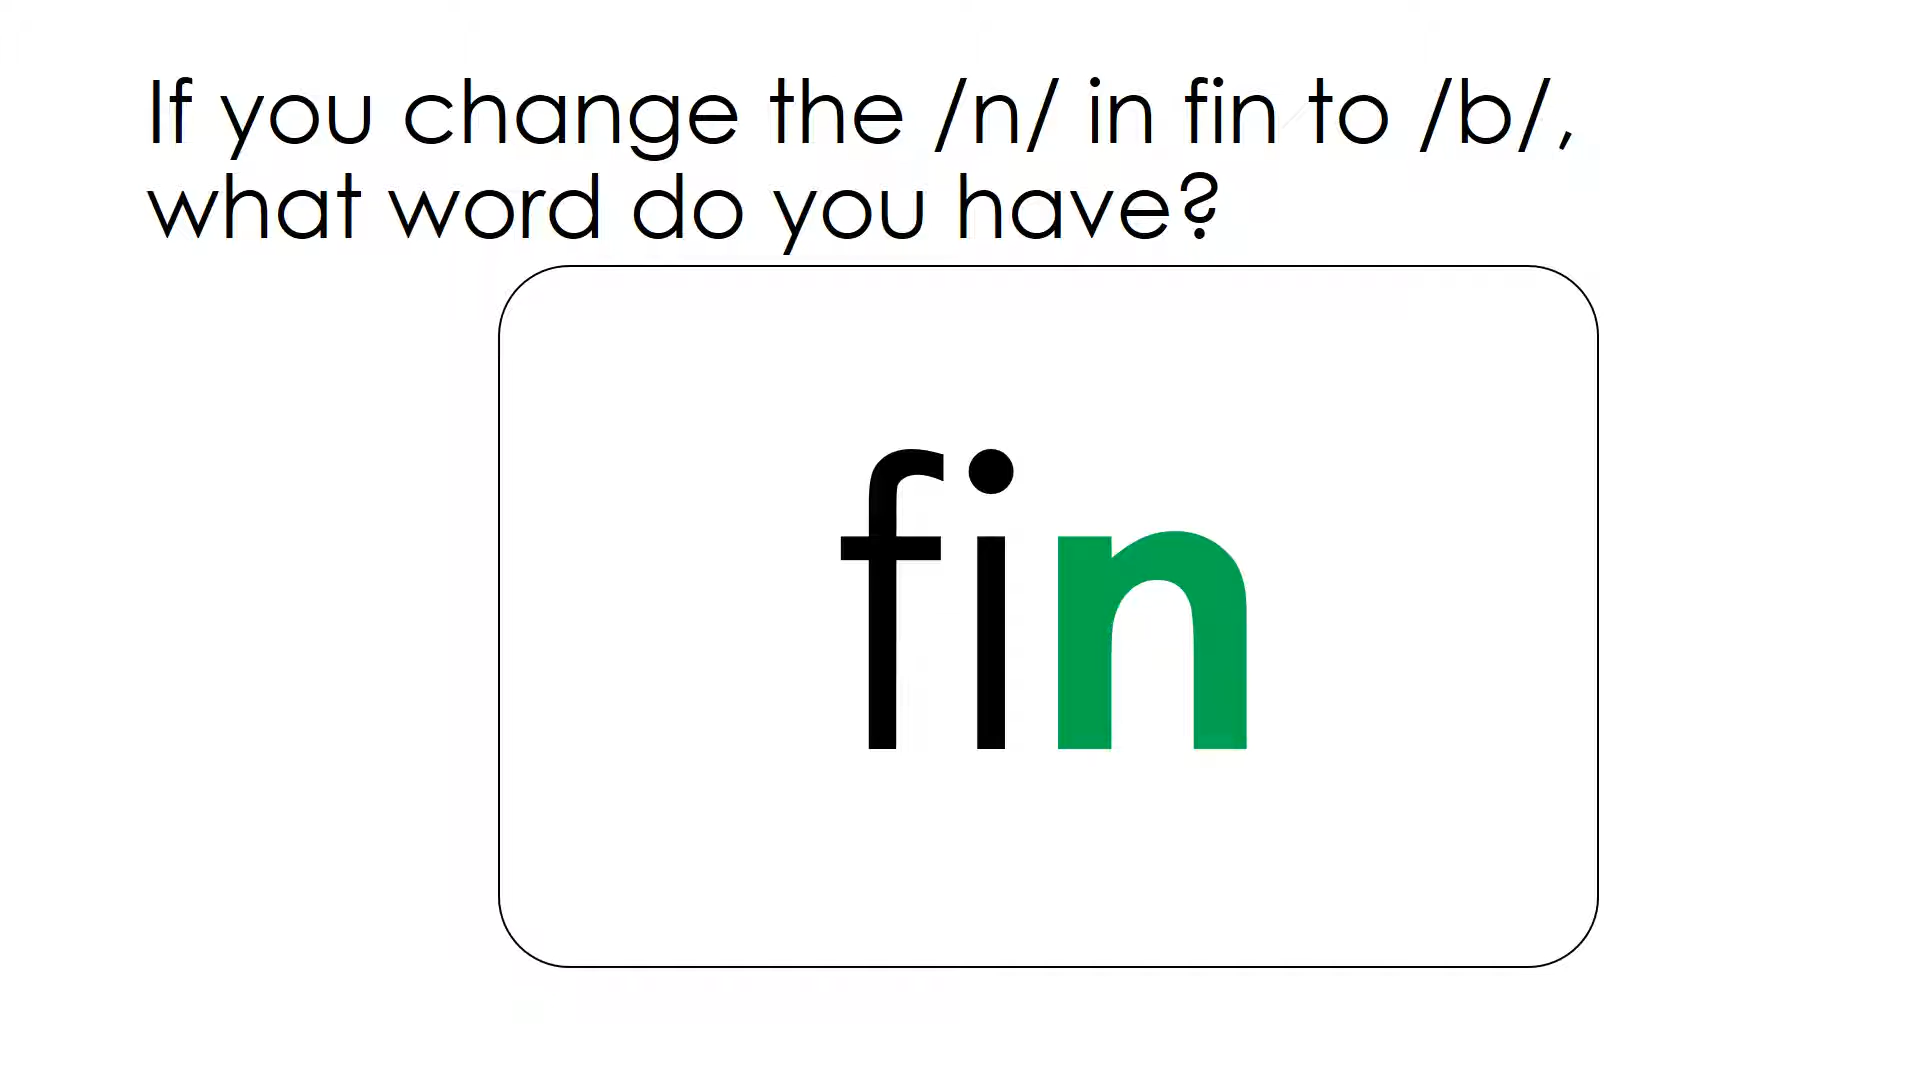 If you change the /n/ in fin to /b/,
what word do you have?
fin